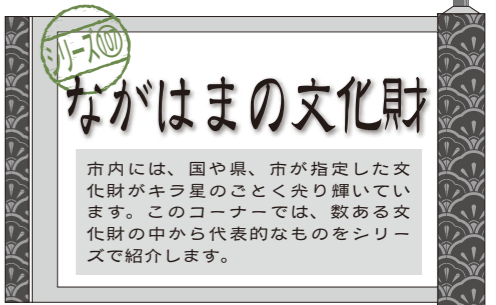 シリーズ107
ながはまの文化財
市内には、国や県、市が指定した文
化財がキラ星のごとく光り輝いてい
ます。このコーナーでは、数ある文
化財の中から代表的なものをシリー
ズで紹介します。